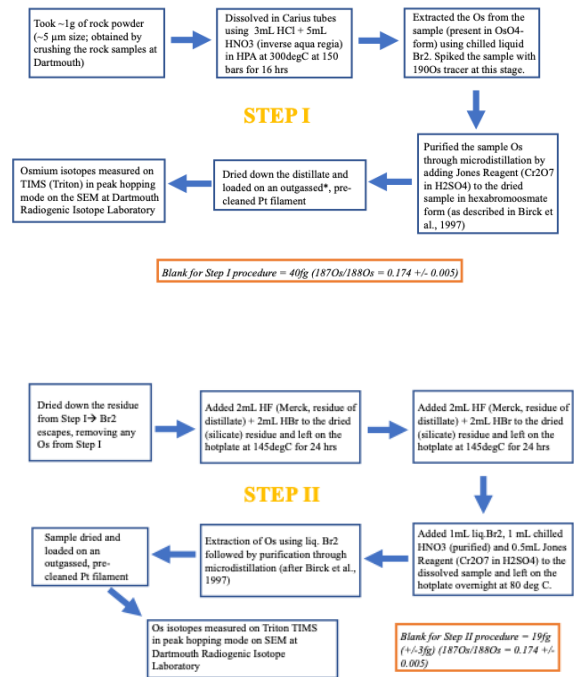 Took ~1g of rock powder
(~5 μm size; obtained by
crushing the rock samples at
Dartmouth)
Dissolved in Carius tubes
using 3mL HCl + 5mL
HNO3 (inverse aqua regia)
in HPA at 300degC at 150
bars for 16 hrs
Extracted the Os from the
sample (present in OsO4-
form) using chilled liquid
Br2. Spiked the sample with
190Os tracer at this stage.
STEP I
Purified the sample Os
through microdistillation by
adding Jones Reagent (Cr2O7
in H2SO4) to the dried
sample in hexabromoosmate
form (as described in Birck et
al., 1997)
Dried down the distillate and
loaded on an outgassed*, pre-
cleaned Pt filament
Osmium isotopes measured on
TIMS (Triton) in peak hopping
mode on the SEM at Dartmouth
Radiogenic Isotope Laboratory
Blank for Step I procedure = 40fg (187Os/188Os = 0.174 +/- 0.005)
Dried down the residue
from Step I→ Br2
escapes, removing any
Os from Step I
Added 2mL HF (Merck, residue of
distillate) + 2mL HBr to the dried
(silicate) residue and left on the
hotplate at 145degC for 24 hrs
Added 2mL HF (Merck, residue of
distillate) + 2mL HBr to the dried
(silicate) residue and left on the
hotplate at 145degC for 24 hrs
STEP II
Added 1mL liq.Br2, 1 mL chilled
HNO3 (purified) and 0.5mL Jones
Reagent (Cr2O7 in H2SO4) to the
dissolved sample and left on the
hotplate overnight at 80 deg C.
Extraction of Os using liq. Br2
followed by purification through
microdistillation (after Birck et al.,
1997)
Sample dried and
loaded on an
outgassed, pre-
cleaned Pt filament
Os isotopes measured on Triton TIMS
in peak hopping mode on SEM at
Dartmouth Radiogenic Isotope
Laboratory
Blank for Step II procedure = 19fg
(+/-3fg) (187Os/188Os = 0.174 +/-
0.005)